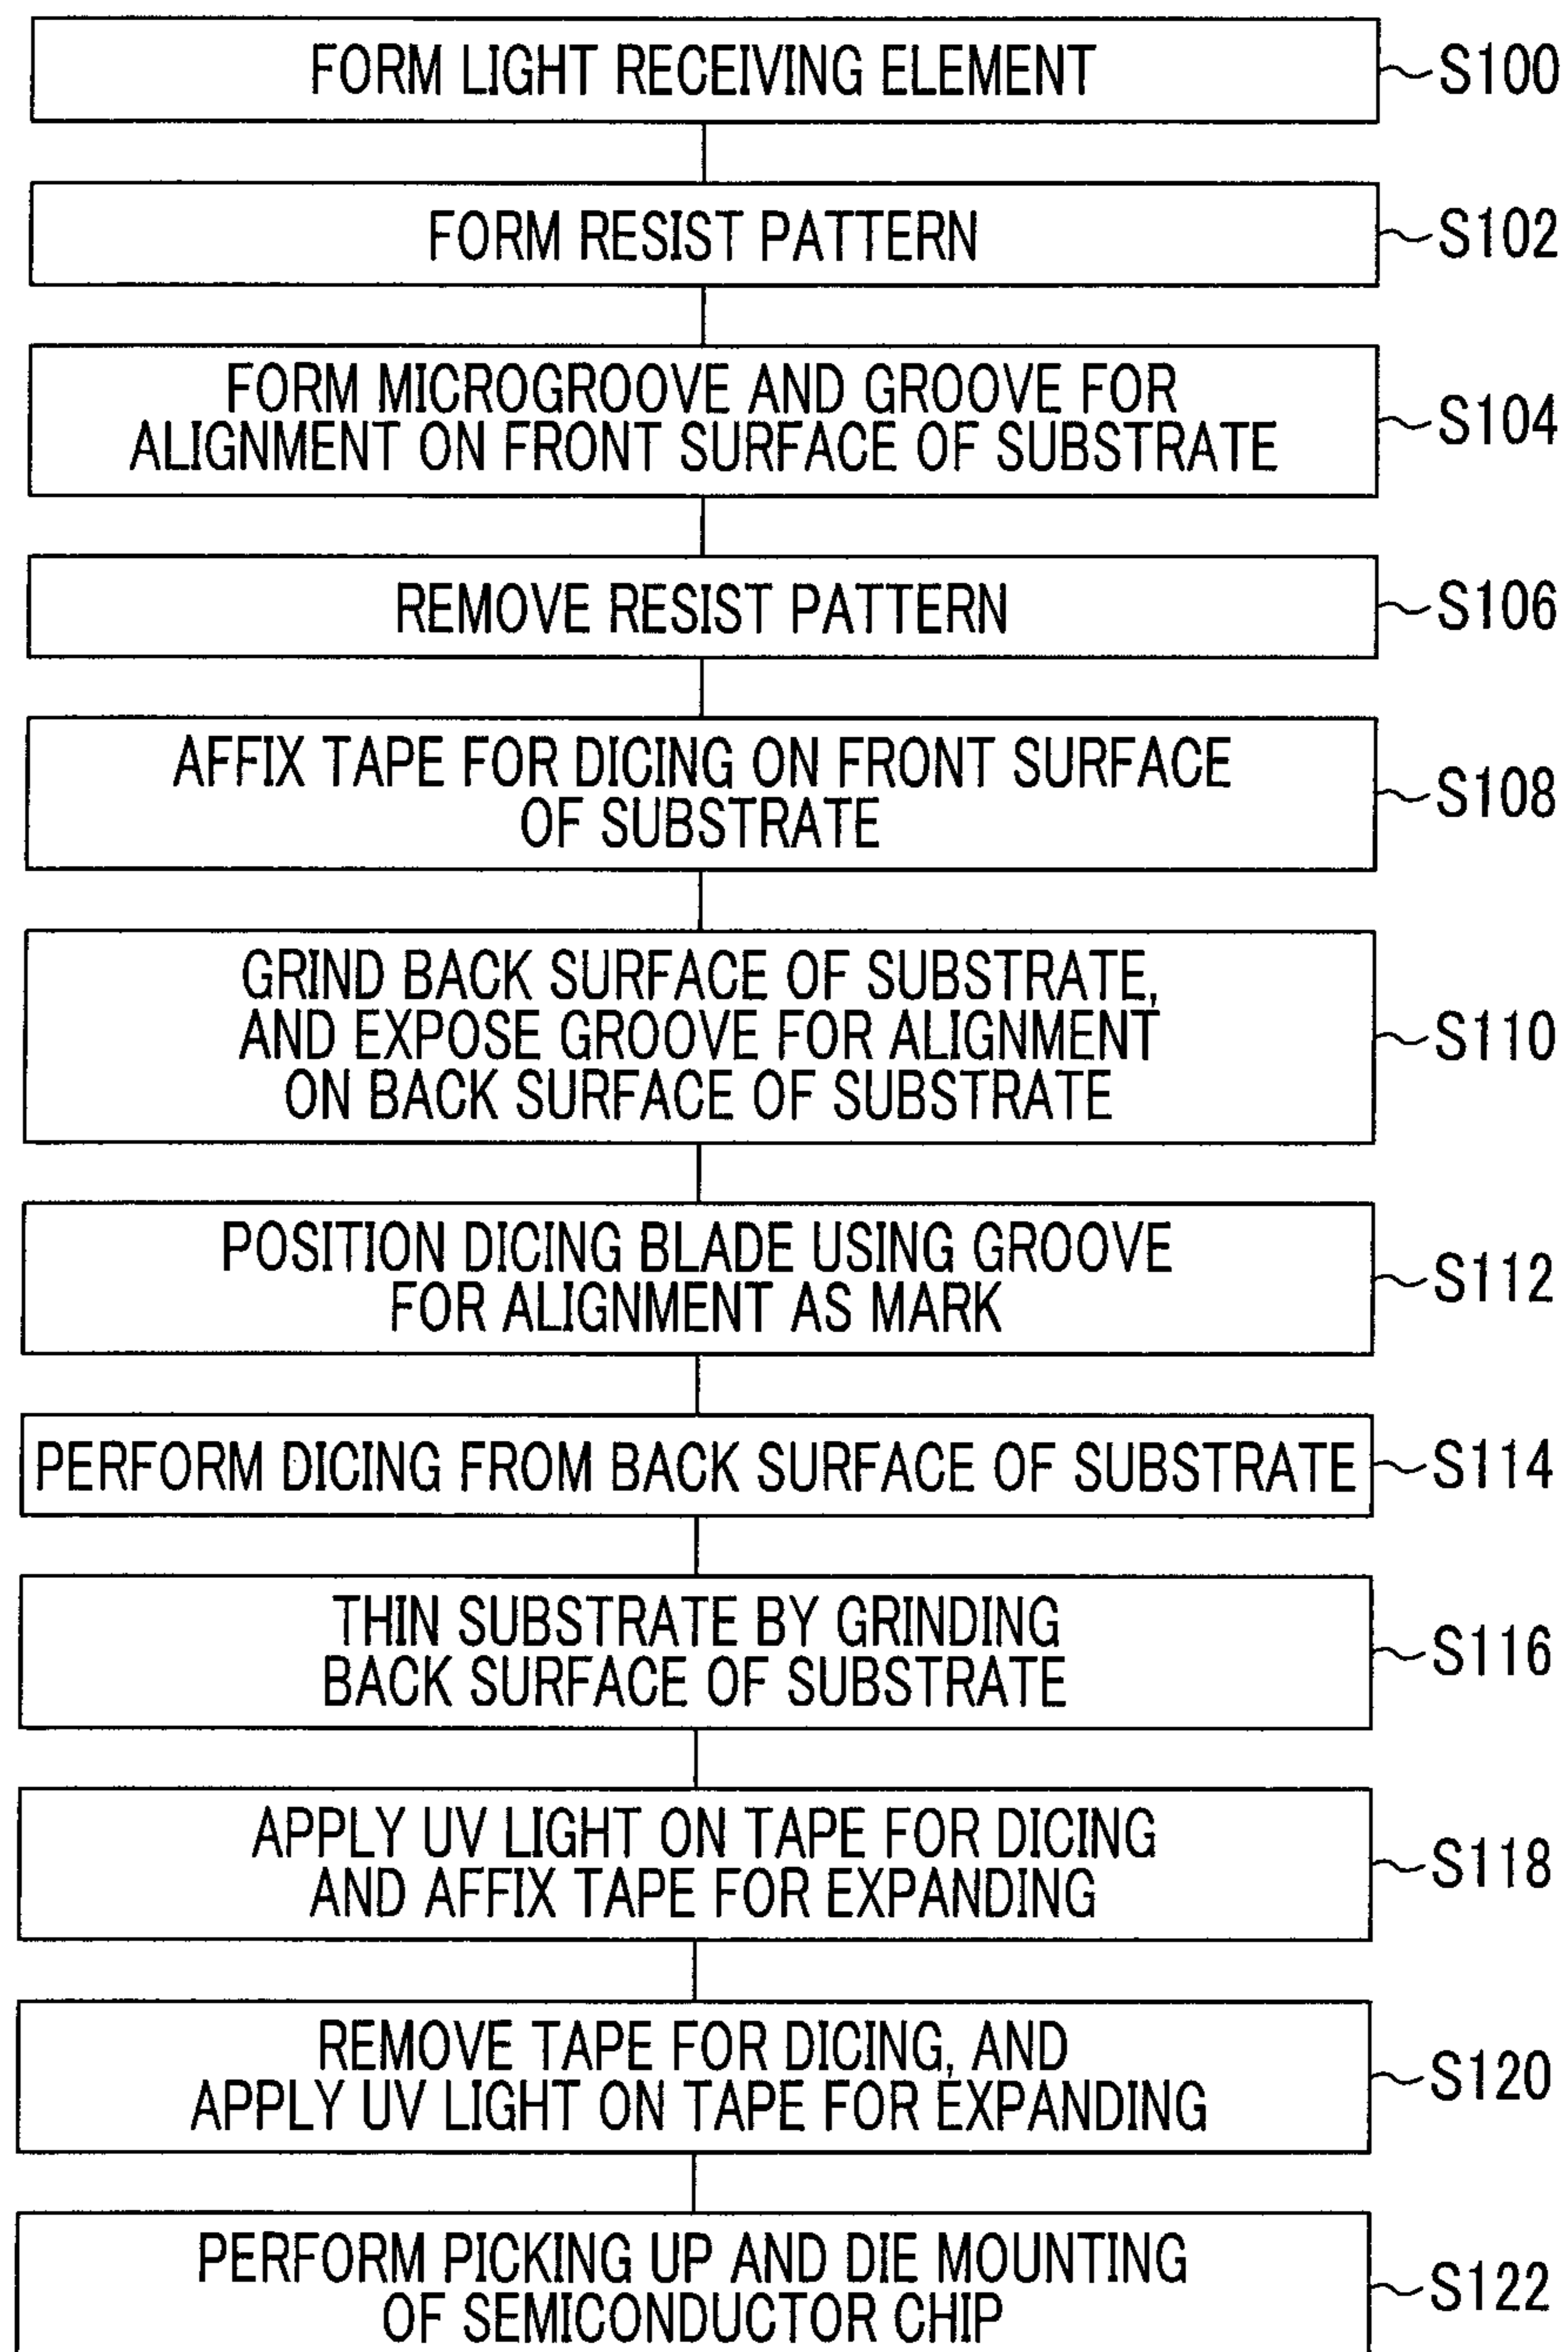 FORM LIGHT RECEIVING ELEMENT
S100
FORM RESIST PATTERN
S102
FORM MICROGROOVE AND GROOVE FOR
ALIGNMENT ON FRONT SURFACE OF SUBSTRATE
S104
REMOVE RESIST PATTERN
S106
AFFIX TAPE FOR DICING ON FRONT SURFACE
OF SUBSTRATE
S108
GRIND BACK SURFACE OF SUBSTRATE,
AND EXPOSE GROOVE FOR ALIGNMENT
ON BACK SURFACE OF SUBSTRATE
S110
POSITION DICING BLADE USING GROOVE
FOR ALIGNMENT AS MARK
S112
PERFORM DICING FROM BACK SURFACE OF SUBSTRATE
S114
THIN SUBSTRATE BY GRINDING
BACK SURFACE OF SUBSTRATE
S116
APPLY UV LIGHT ON TAPE FOR DICING
AND AFFIX TAPE FOR EXPANDING
S118
REMOVE TAPE FOR DICING, AND
APPLY UV LIGHT ON TAPE FOR EXPANDING
S120
PERFORM PICKING UP AND DIE MOUNTING
OF SEMICONDUCTOR CHIP
S122